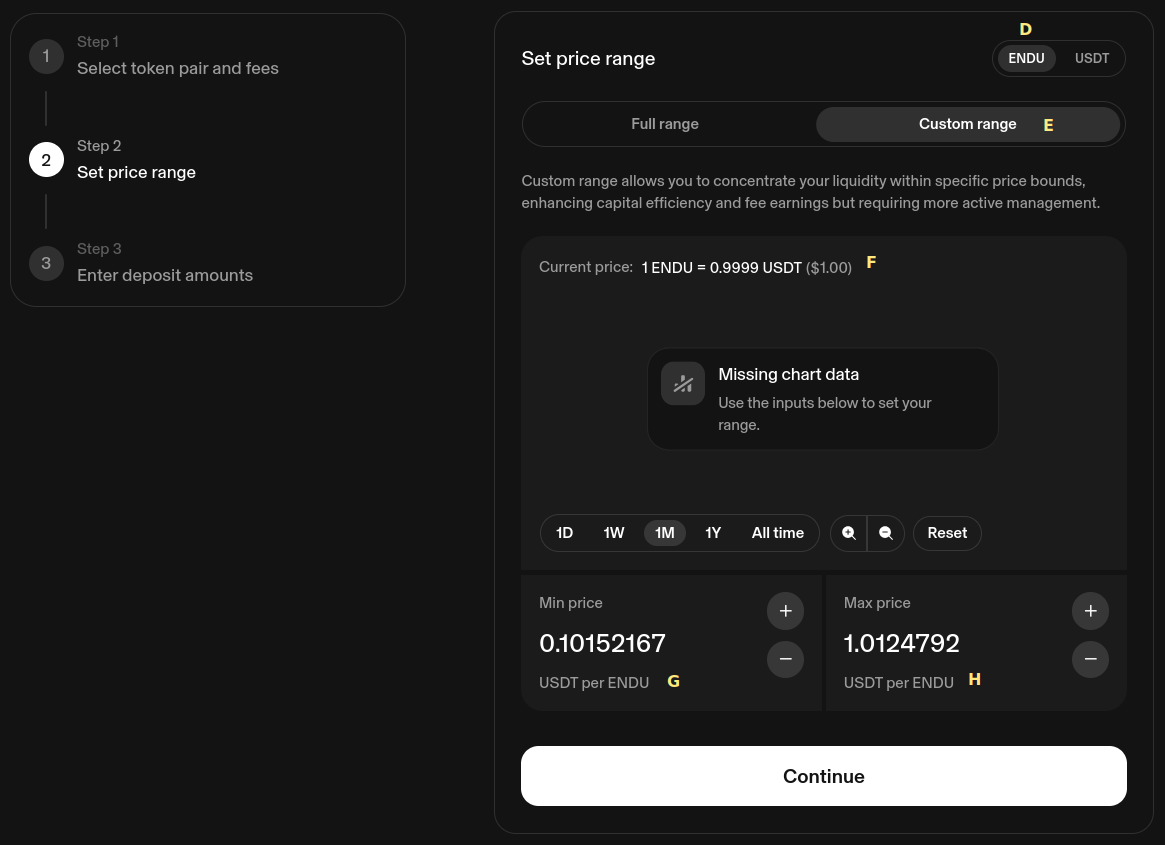 1
Step 1
Select token pair and fees
2
Step 2
Set price range
3
Step 3
Enter deposit amounts
D
Set price range
ENDU USDT
Full range Custom range E
Custom range allows you to concentrate your liquidity within specific price bounds,
enhancing capital efficiency and fee earnings but requiring more active management.
Current price: 1 ENDU = 0.9999 USDT ($1.00) F
Missing chart data
Use the inputs below to set your
range.
1D 1W 1M 1Y All time Reset
Min price
+
0.10152167
−
USDT per ENDU G
Max price
+
1.0124792
−
USDT per ENDU H
Continue